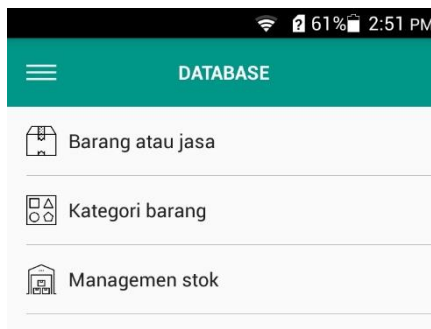 61% 2:51 PM
DATABASE
Barang atau jasa
Kategori barang
Managemen stok